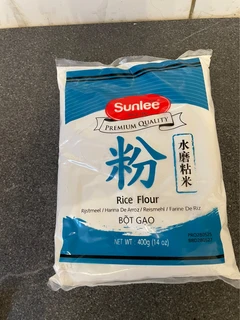 Sunlee
PREMIUM QUALITY
粉
水磨粘米
Rice Flour
Rijstmeel / Harina De Arroz / Reismehl / Farine De Riz
BỘT GẠO
NET WT : 400g (14 oz)